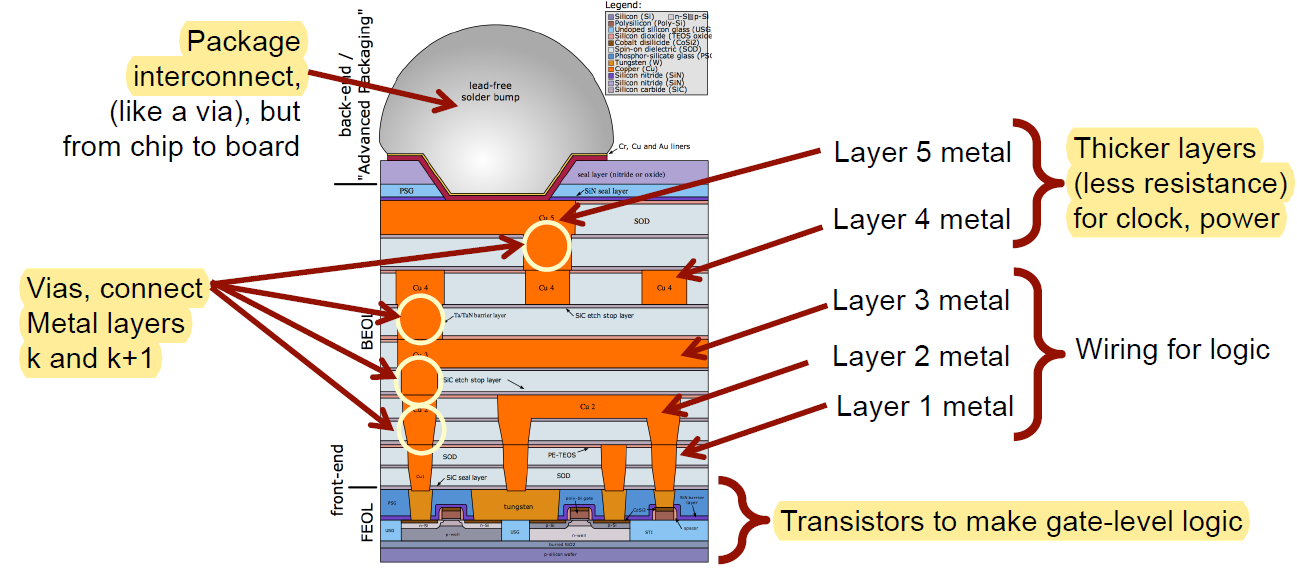 Package
interconnect,
(like a via), but
from chip to board
back-end /
"Advanced Packaging"
lead-free
solder bump
Legend:
Silicon (Si)
n-Si
p-Si
Polysilicon (Poly-Si)
Undoped silicon glass (USG
Silicon dioxide (TEOS oxide
Cobalt disilicide (CoSi2)
Spin-on dielectric (SOD)
Phosphor-silicate glass (PSG
Tungsten (W)
Copper (Cu)
Silicon nitride (SiN)
Silicon nitride (SiN)
Silicon carbide (SiC)
Cr, Cu and Au liners
seal layer (nitride or oxide)
PSG
SiN seal layer
Cu 5
SOD
Cu 4
Cu 4
Cu 4
Ta/TaN barrier layer
SiC etch stop layer
Cu 3
SiC etch stop layer
Cu 2
Cu 2
PE-TEOS
SOD
SOD
Cu1
SiC seal layer
BEOL
front-end
FEOL
PSG
tungsten
poly-si gate
SiN barrier
layer
CoSi2
spacer
USG
n-Si
n-Si
p-Si
p-Si
p-well
USG
n-well
STI
buried SiO2
p-silicon wafer
Vias, connect
Metal layers
k and k+1
Layer 5 metal
Layer 4 metal
Layer 3 metal
Layer 2 metal
Layer 1 metal
Thicker layers
(less resistance)
for clock, power
Wiring for logic
Transistors to make gate-level logic